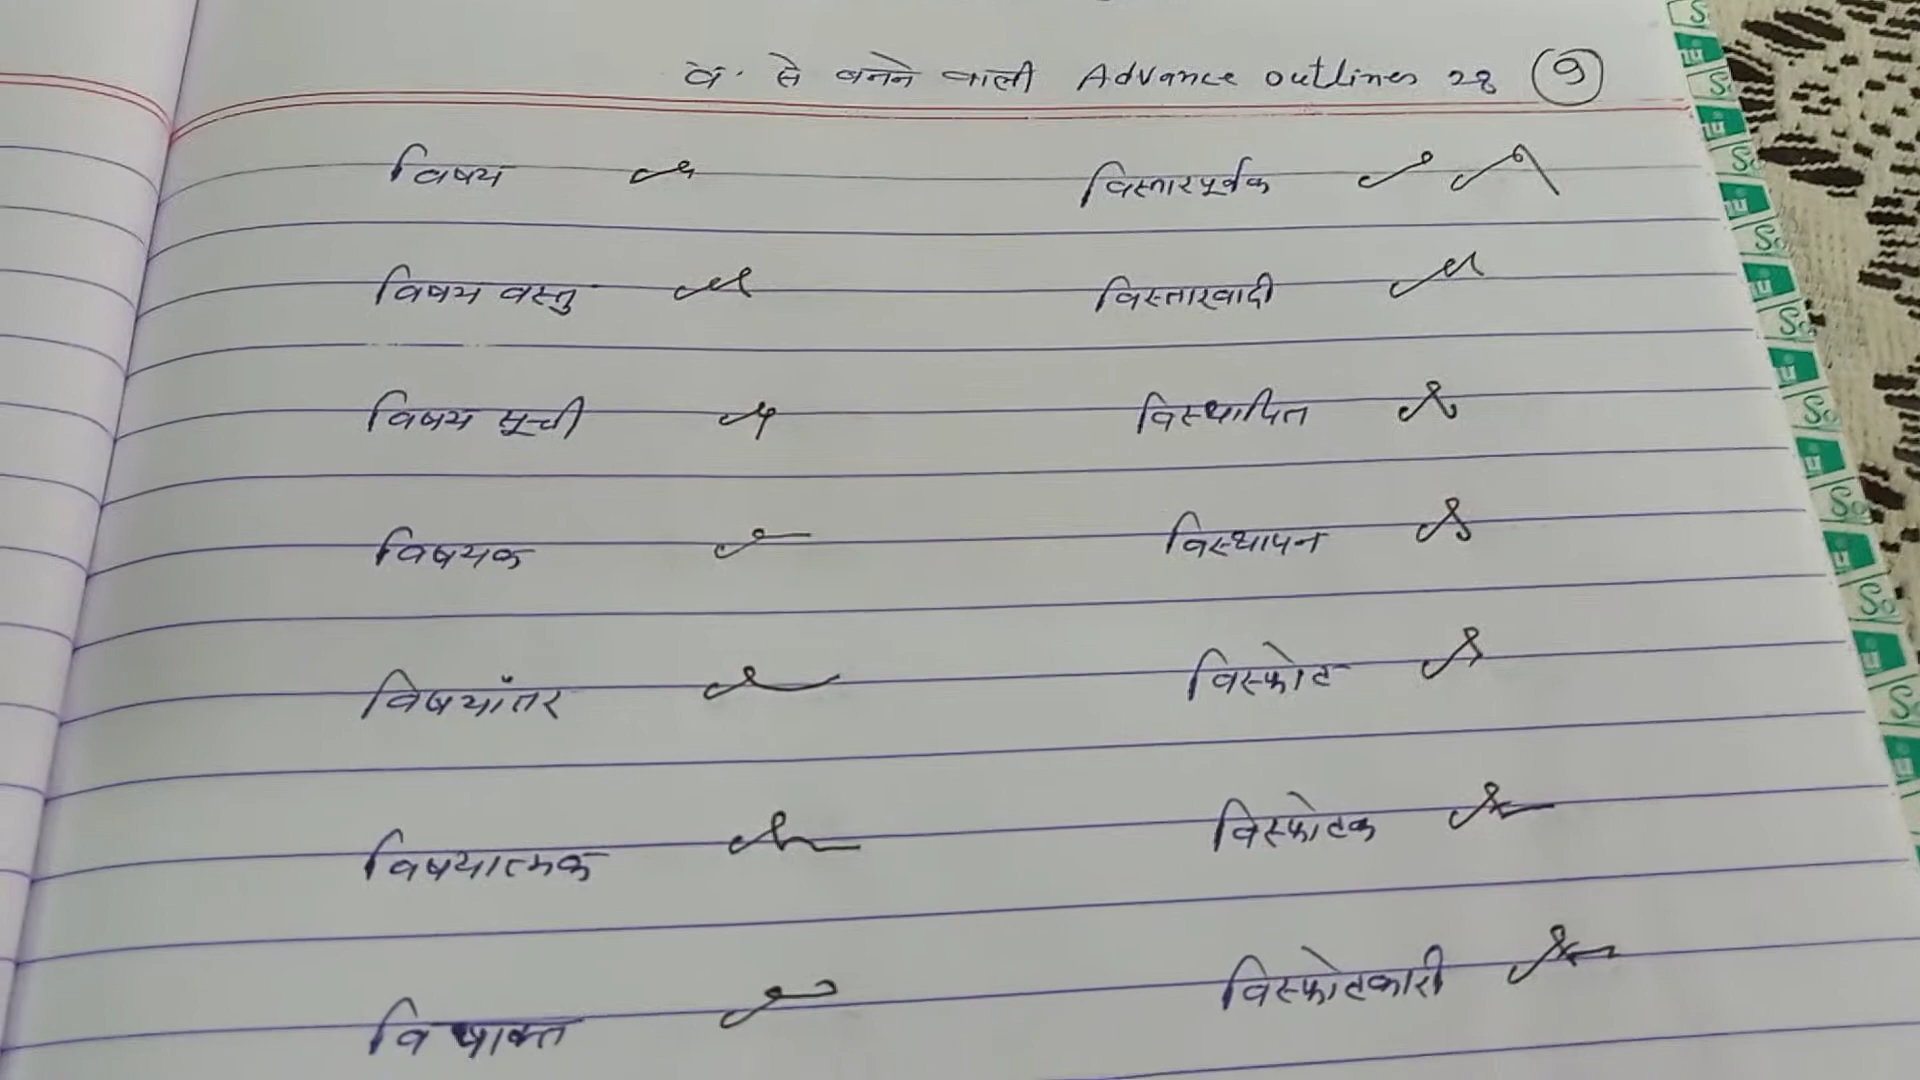 व. से बनने वाली Advance outlines 28 (9)
विषय
विषय वस्तु
विषय सूची
विषयक
विषयांतर
विषयात्मक
विषाक्त
विस्तारपूर्वक
विस्तारवादी
विस्थापित
विस्थापन
विस्फोट
विस्फोटक
विस्फोटकारी